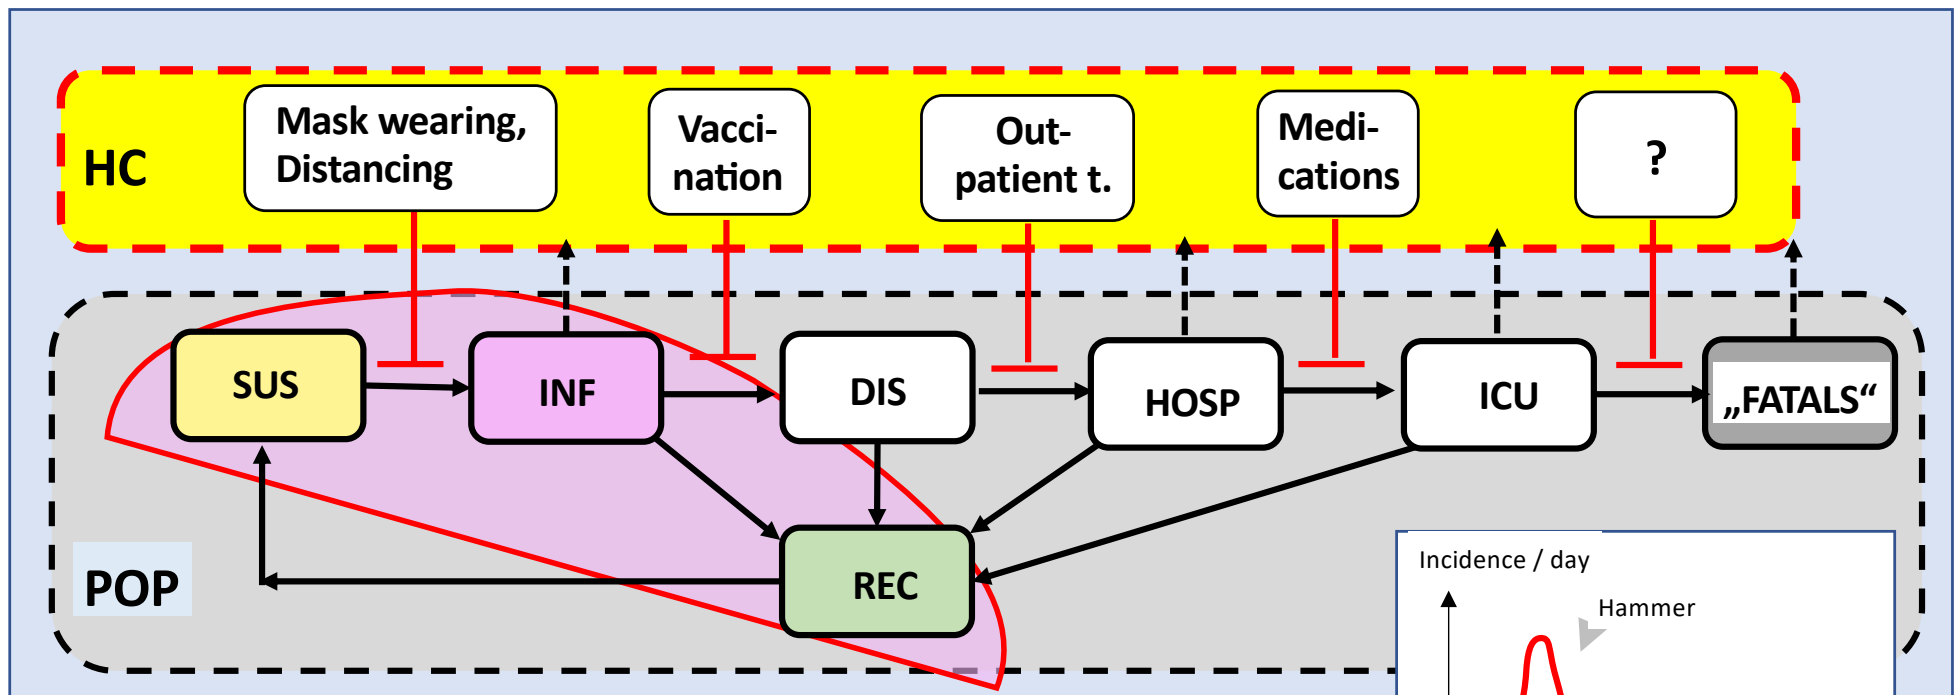 HC
Mask wearing,
Distancing
Vacci-
nation
Out-
patient t.
Medi-
cations
?
SUS
INF
DIS
HOSP
ICU
„FATALS“
POP
REC
Incidence / day
Hammer